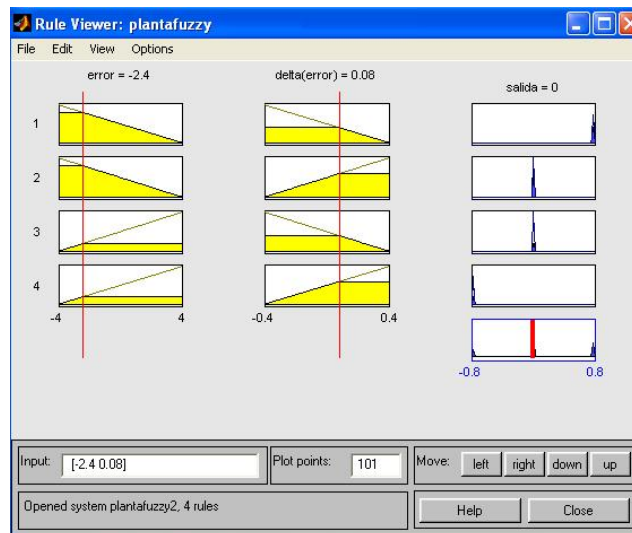 Rule Viewer: plantafuzzy
File Edit View Options
error = -2.4 delta(error) = 0.08 salida = 0
1
2
3
4
-4 4 -0.4 0.4
-0.8 0.8
Input: [-2.4 0.08] Plot points: 101 Move: left right down up
Opened system plantafuzzy2, 4 rules Help Close